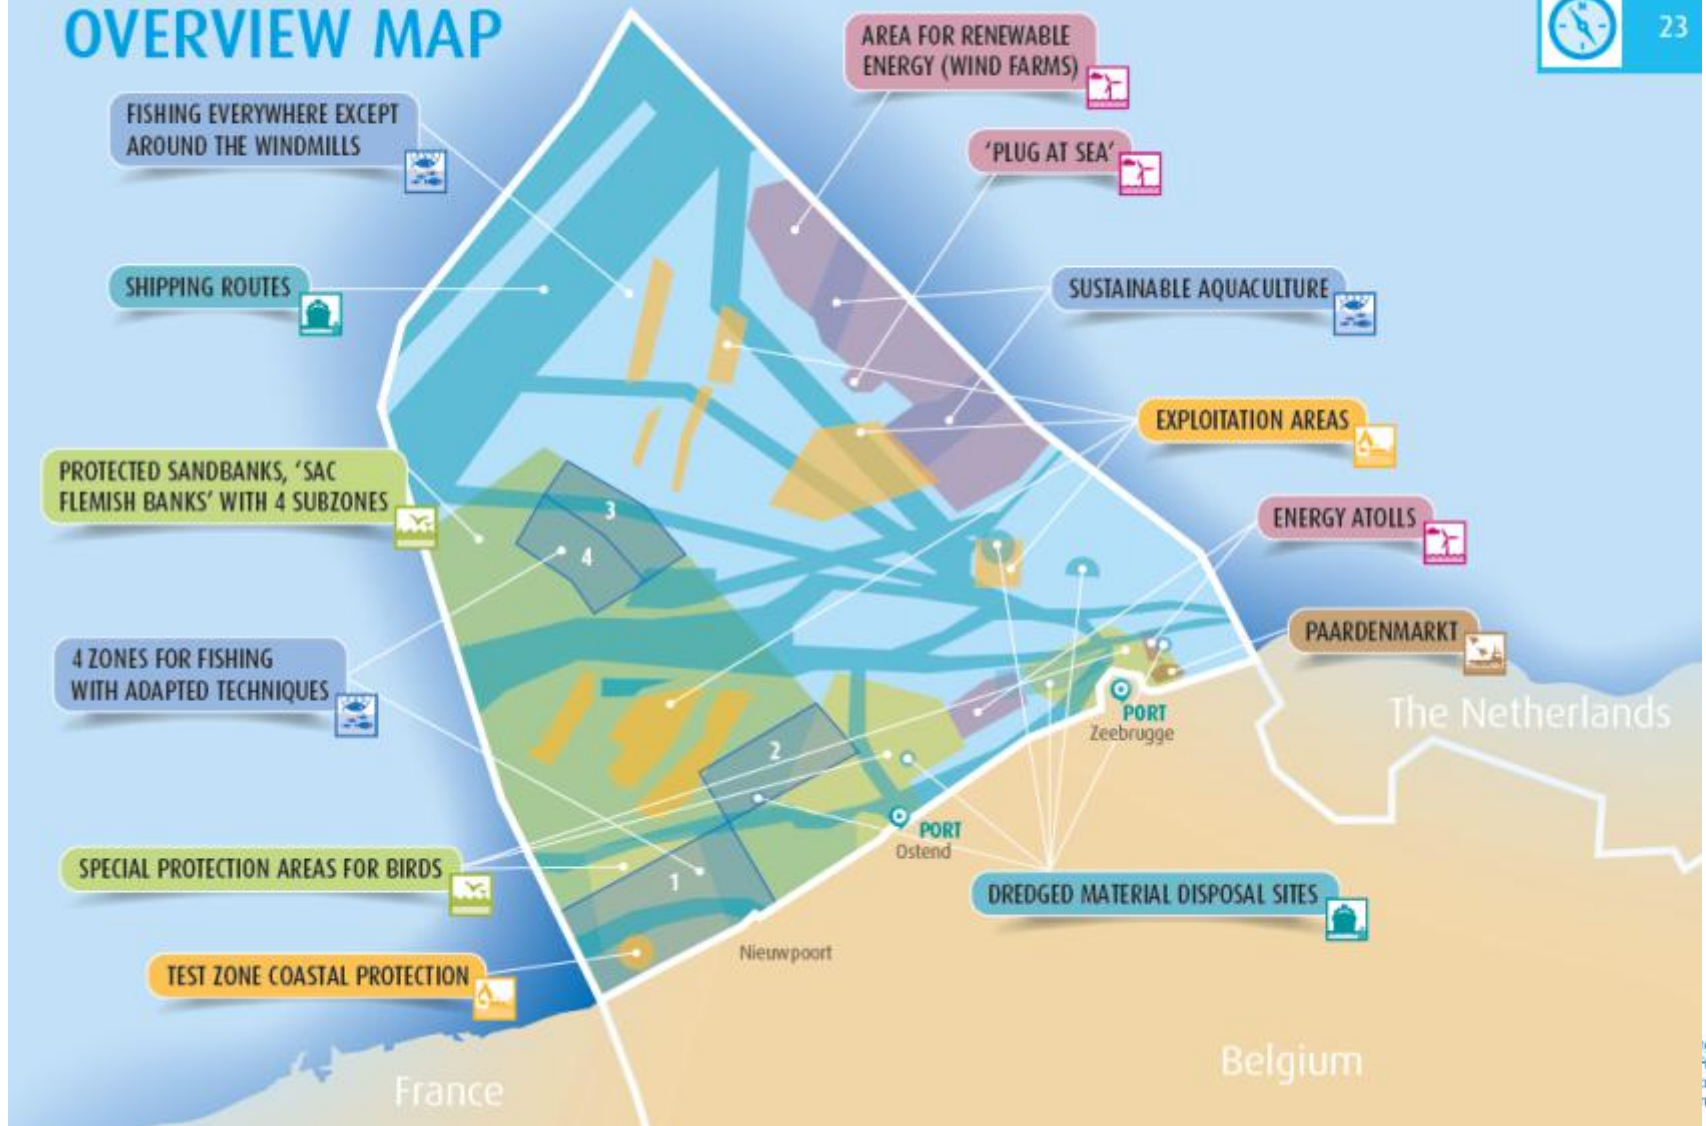 OVERVIEW MAP
23
AREA FOR RENEWABLE
ENERGY (WIND FARMS)
FISHING EVERYWHERE EXCEPT
AROUND THE WINDMILLS
'PLUG AT SEA'
SHIPPING ROUTES
SUSTAINABLE AQUACULTURE
EXPLOITATION AREAS
PROTECTED SANDBANKS, 'SAC
FLEMISH BANKS' WITH 4 SUBZONES
3
4
ENERGY ATOLLS
PAARDENMARKT
4 ZONES FOR FISHING
WITH ADAPTED TECHNIQUES
The Netherlands
PORT
Zeebrugge
2
PORT
Ostend
SPECIAL PROTECTION AREAS FOR BIRDS
1
DREDGED MATERIAL DISPOSAL SITES
Nieuwpoort
TEST ZONE COASTAL PROTECTION
Belgium
France